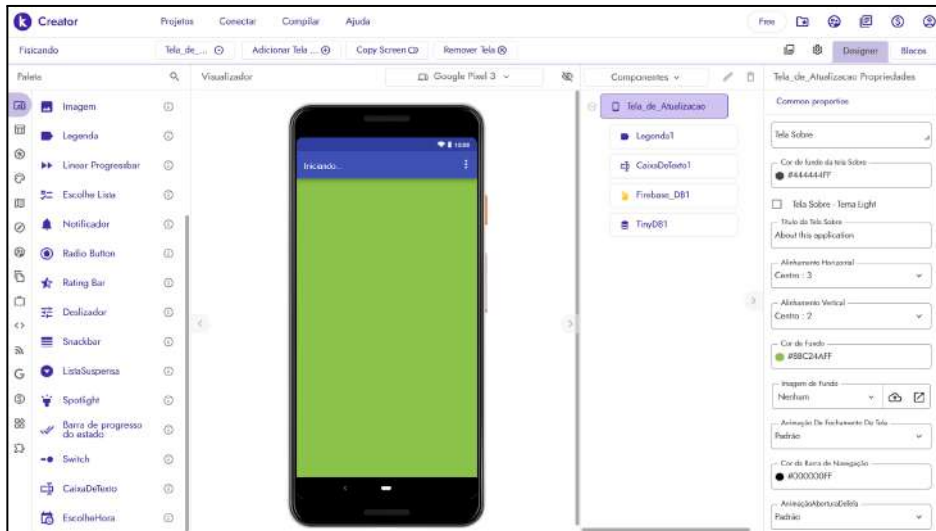 Creator
Projetos
Conectar
Compilar
Ajuda
Free
Fisicando
Tela_de_...
Adicionar Tela ...
Copy Screen
Remover Tela
Designer
Blocos
Paleta
Visualizador
Google Pixel 3
Componentes
Tela_de_Atualizacao Propriedades
Imagem
Legenda
Linear Progressbar
Escolhe Lista
Notificador
Radio Button
Rating Bar
Deslizador
Snackbar
ListaSuspensa
Spotlight
Barra de progresso
do estado
Switch
CaixaDeTexto
EscolheHora
Iniciando...
Tela_de_Atualizacao
Legenda1
CaixaDeTexto1
Firebase_DB1
TinyDB1
Common properties
Tela Sobre
Cor de fundo da tela Sobre
#444444FF
Tela Sobre - Tema Light
Título da Tela Sobre
About this application
Alinhamento Horizontal
Centro : 3
Alinhamento Vertical
Centro : 2
Cor de Fundo
#8BC24AFF
Imagem de Fundo
Nenhum
Animação De Fechamento Da Tela
Padrão
Cor da Barra de Navegação
#000000FF
AnimaçãoAberturaDeTela
Padrão